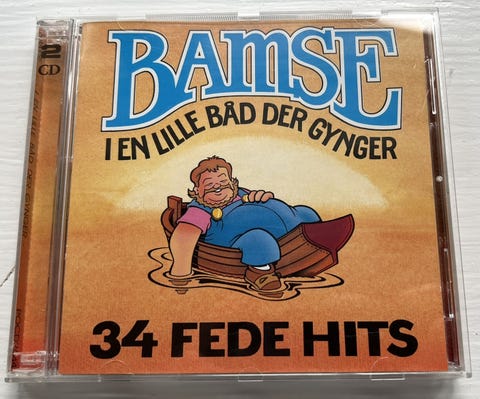 2
CD
BAMSE
I EN LILLE BÅD DER GYNGER
34 FEDE HITS